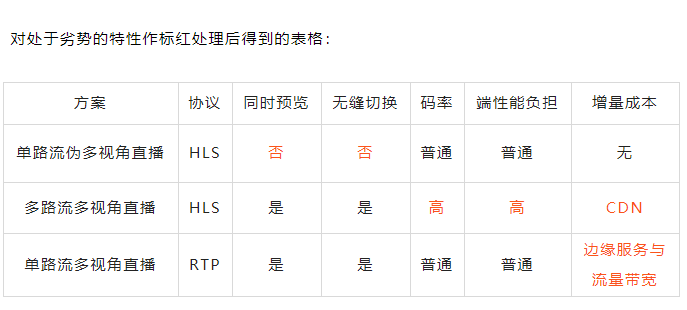 对处于劣势的特性作标红处理后得到的表格：
方案 协议 同时预览 无缝切换 码率 端性能负担 增量成本
单路流伪多视角直播 HLS 否 否 普通 普通 无
多路流多视角直播 HLS 是 是 高 高 CDN
单路流多视角直播 RTP 是 是 普通 普通 边缘服务与
流量带宽